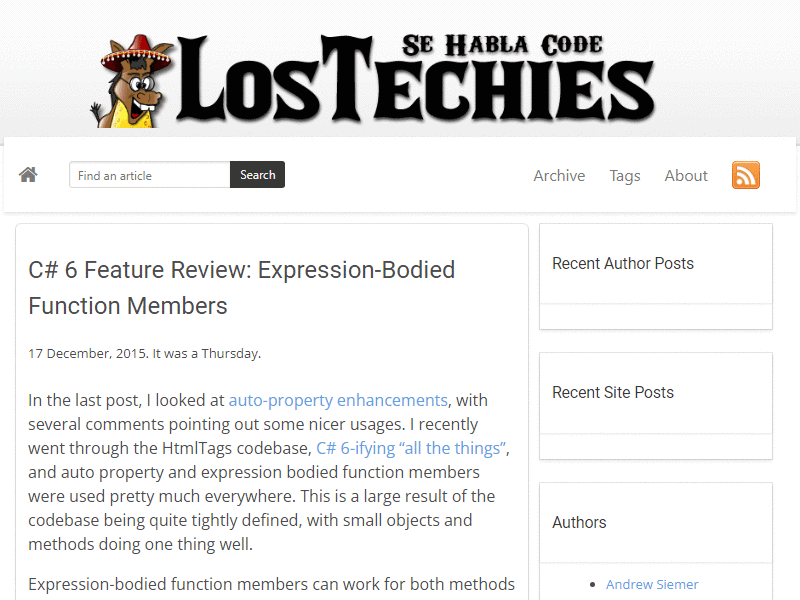 SE HABLA CODE
LOSTECHIES
Find an article
Search
Archive
Tags
About
C# 6 Feature Review: Expression-Bodied
Function Members
17 December, 2015. It was a Thursday.
In the last post, I looked at auto-property enhancements, with
several comments pointing out some nicer usages. I recently
went through the HtmlTags codebase, C# 6-ifying “all the things”,
and auto property and expression bodied function members
were used pretty much everywhere. This is a large result of the
codebase being quite tightly defined, with small objects and
methods doing one thing well.
Expression-bodied function members can work for both methods
Recent Author Posts
Recent Site Posts
Authors
Andrew Siemer